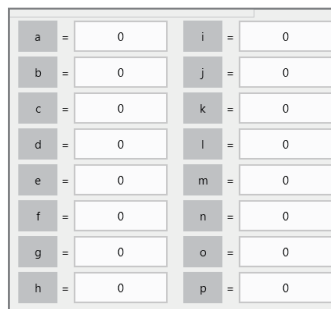 a = 0 i = 0
b = 0 j = 0
c = 0 k = 0
d = 0 l = 0
e = 0 m = 0
f = 0 n = 0
g = 0 o = 0
h = 0 p = 0